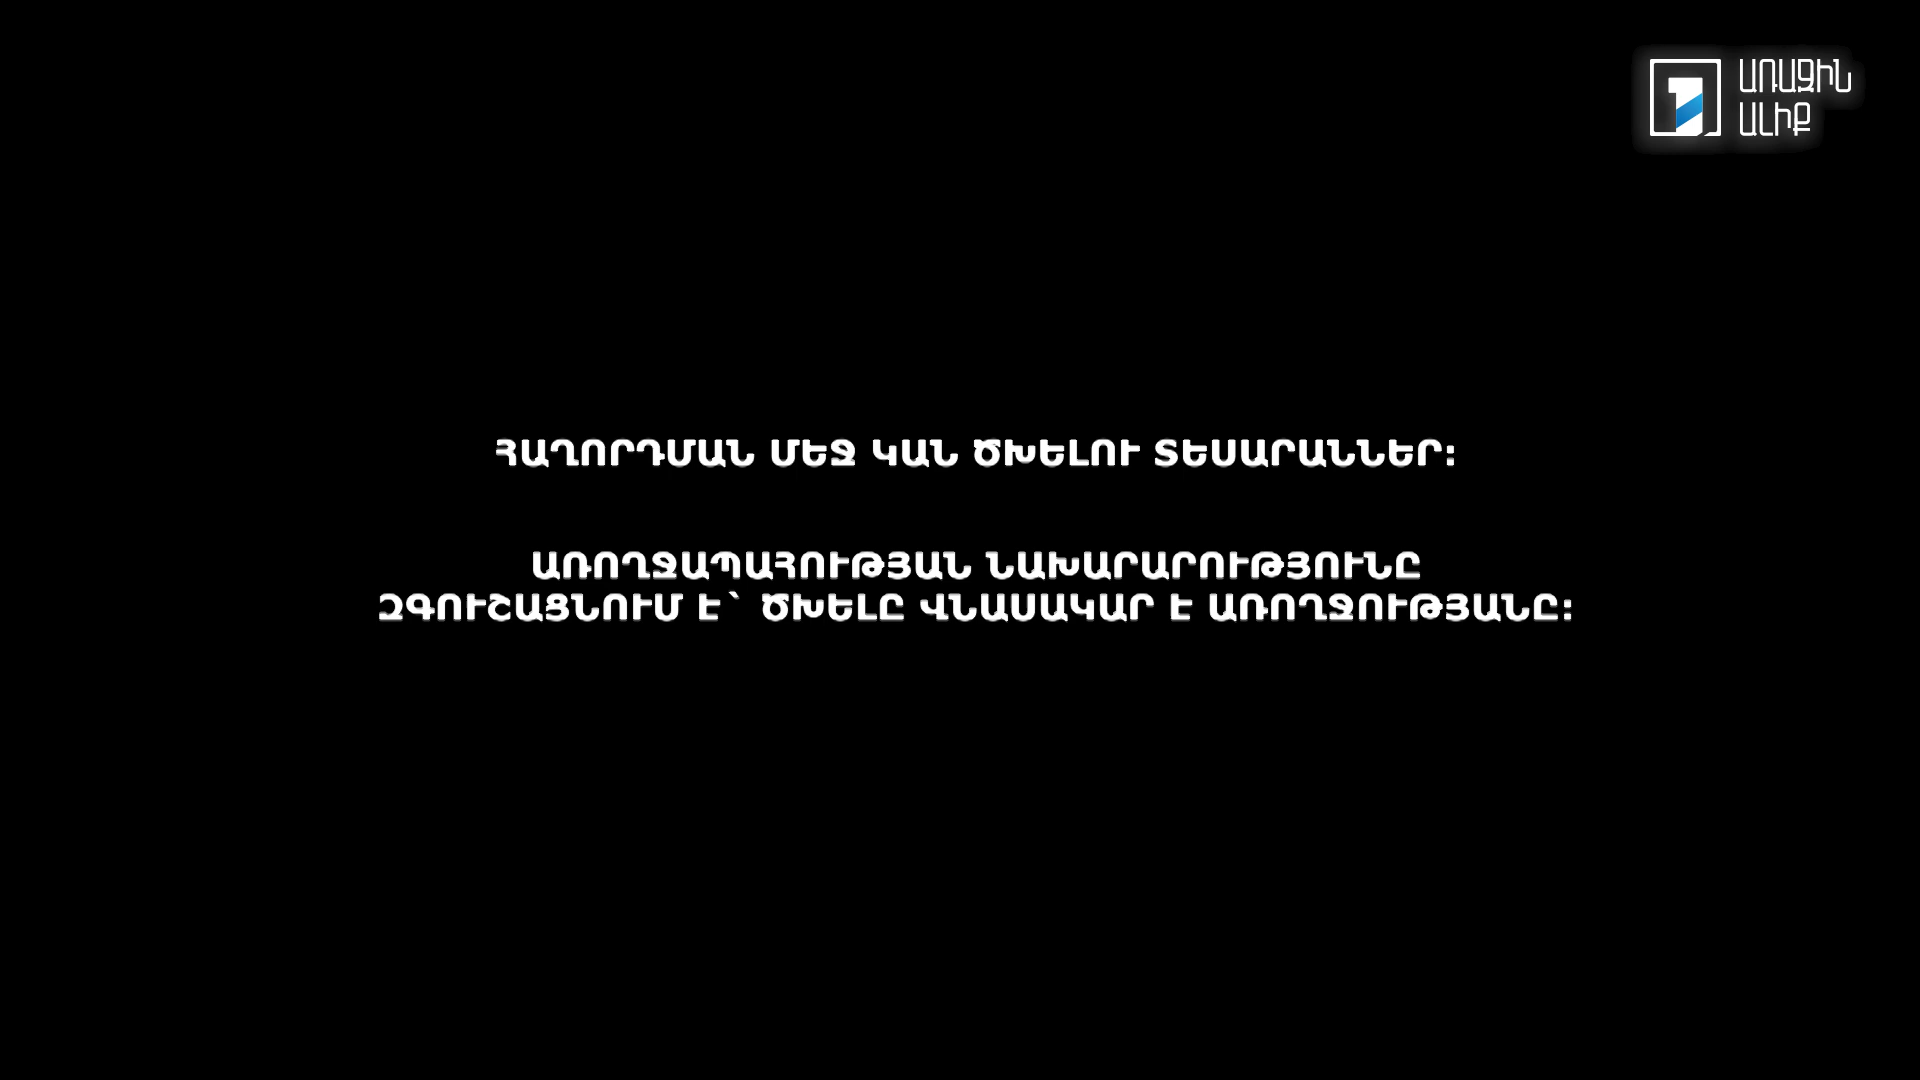 ԱՌԱՋԻՆ
ԱԼԻՔ
ՀԱՂՈՐԴՄԱՆ ՄԵՋ ԿԱՆ ԾԽԵԼՈՒ ՏԵՍԱՐԱՆՆԵՐ։
ԱՌՈՂՋԱՊԱՀՈՒԹՅԱՆ ՆԱԽԱՐԱՐՈՒԹՅՈՒՆԸ
ԶԳՈՒՇԱՑՆՈՒՄ Է՝ ԾԽԵԼԸ ՎՆԱՍԱԿԱՐ Է ԱՌՈՂՋՈՒԹՅԱՆԸ։